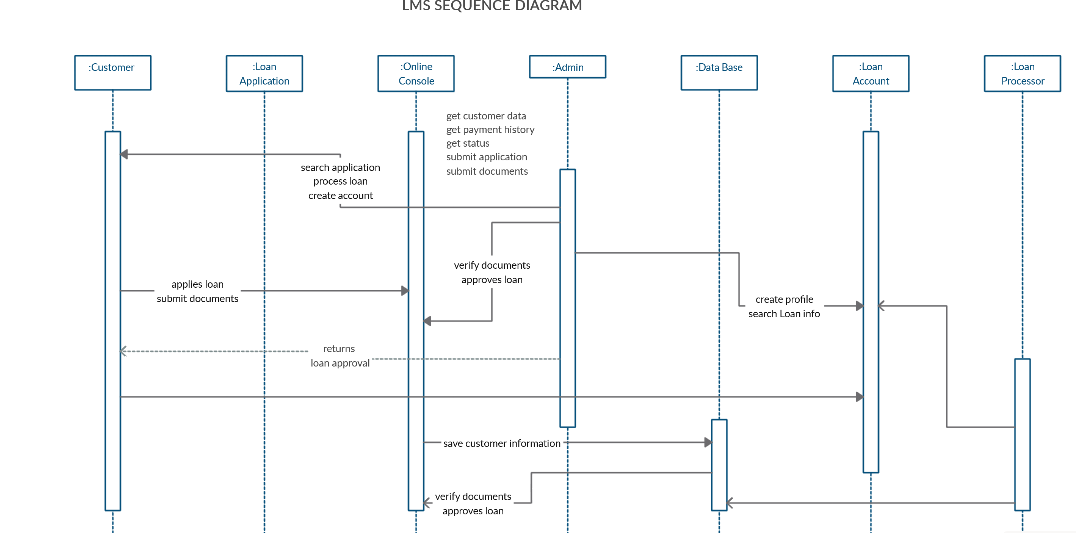 LMS SEQUENCE DIAGRAM
:Customer
:Loan
Application
:Online
Console
:Admin
:Data Base
:Loan
Account
:Loan
Processor
get customer data
get payment history
get status
submit application
submit documents
search application
process loan
create account
verify documents
approves loan
applies loan
submit documents
create profile
search Loan info
returns
loan approval
save customer information
verify documents
approves loan